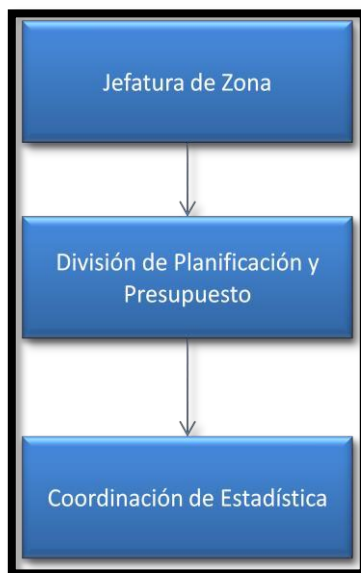 Jefatura de Zona
División de Planificación y
Presupuesto
Coordinación de Estadística